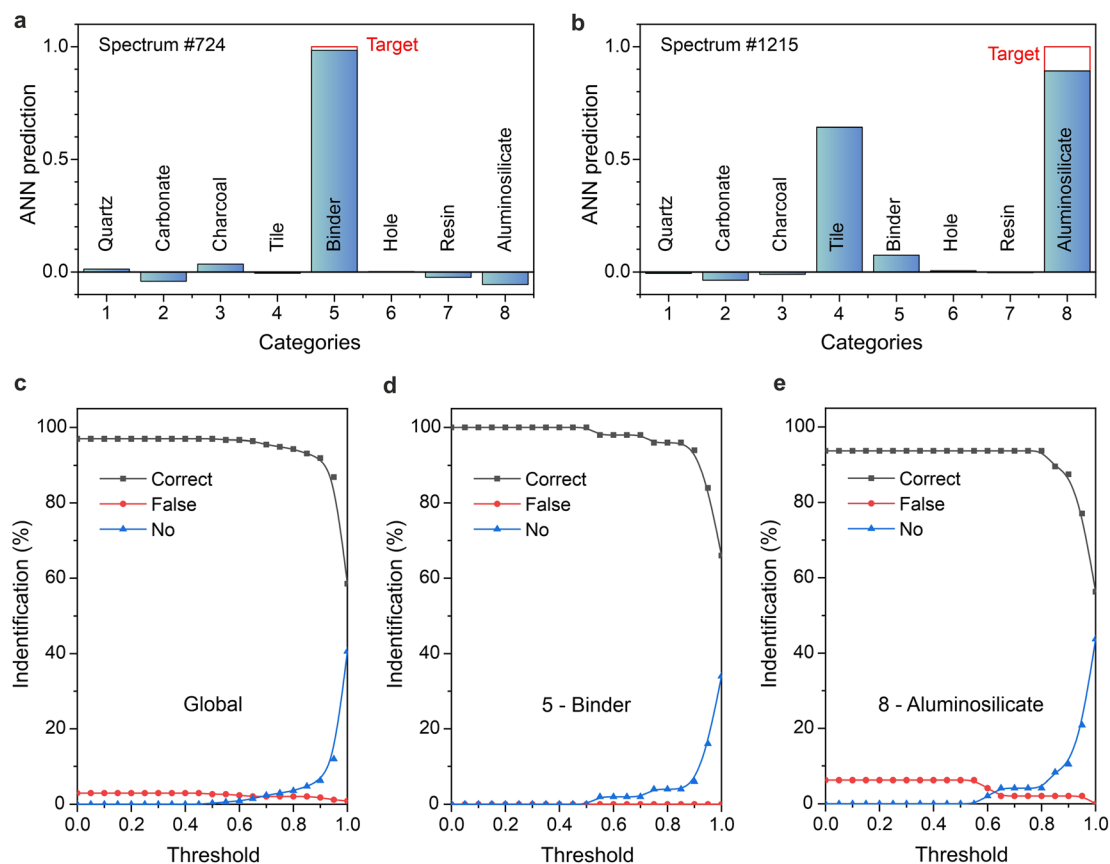 a
Spectrum #724
Target
1.0
0.5
0.0
ANN prediction
Quartz
Carbonate
Charcoal
Tile
Binder
Hole
Resin
Aluminosilicate
1 2 3 4 5 6 7 8
Categories
b
Spectrum #1215
Target
1.0
0.5
0.0
ANN prediction
Quartz
Carbonate
Charcoal
Tile
Binder
Hole
Resin
Aluminosilicate
1 2 3 4 5 6 7 8
Categories
c
100
80
60
40
20
0
Indentification (%)
Correct
False
No
Global
0.0 0.2 0.4 0.6 0.8 1.0
Threshold
d
100
80
60
40
20
0
Indentification (%)
Correct
False
No
5 - Binder
0.0 0.2 0.4 0.6 0.8 1.0
Threshold
e
100
80
60
40
20
0
Indentification (%)
Correct
False
No
8 - Aluminosilicate
0.0 0.2 0.4 0.6 0.8 1.0
Threshold